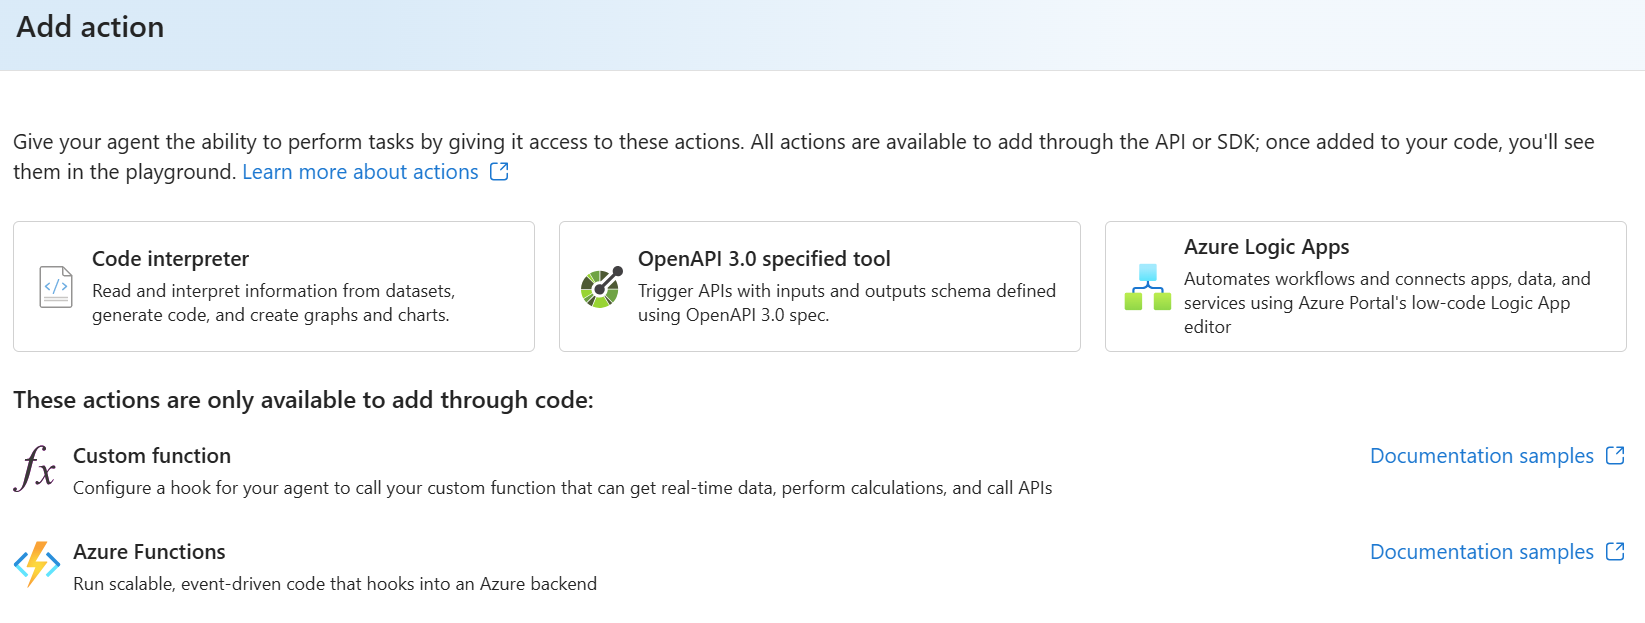 Add action
Give your agent the ability to perform tasks by giving it access to these actions. All actions are available to add through the API or SDK; once added to your code, you'll see
them in the playground. Learn more about actions
Code interpreter
Read and interpret information from datasets,
generate code, and create graphs and charts.
OpenAPI 3.0 specified tool
Trigger APIs with inputs and outputs schema defined
using OpenAPI 3.0 spec.
Azure Logic Apps
Automates workflows and connects apps, data, and
services using Azure Portal's low-code Logic App
editor
These actions are only available to add through code:
Custom function
Documentation samples
Configure a hook for your agent to call your custom function that can get real-time data, perform calculations, and call APIs
Azure Functions
Documentation samples
Run scalable, event-driven code that hooks into an Azure backend